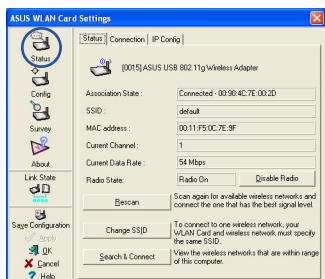 ASUS WLAN Card Settings
Status
Config
Survey
About
Link State
Save Configuration
Apply
OK
Cancel
Help
Status Connection IP Config
[0015] ASUS USB 802.11g Wireless Adapter
Association State : Connected - 00:90:4C:7E:00:2D
SSID : default
MAC address : 00:11:F5:0C:7E:9F
Current Channel : 1
Current Data Rate : 54 Mbps
Radio State: Radio On Disable Radio
Rescan
Scan again for available wireless networks and
connect the one that has the best signal level.
Change SSID
To connect to one wireless network, your
WLAN Card and wireless network must specify
the same SSID.
Search & Connect
View the wireless networks that are within range
of this computer.